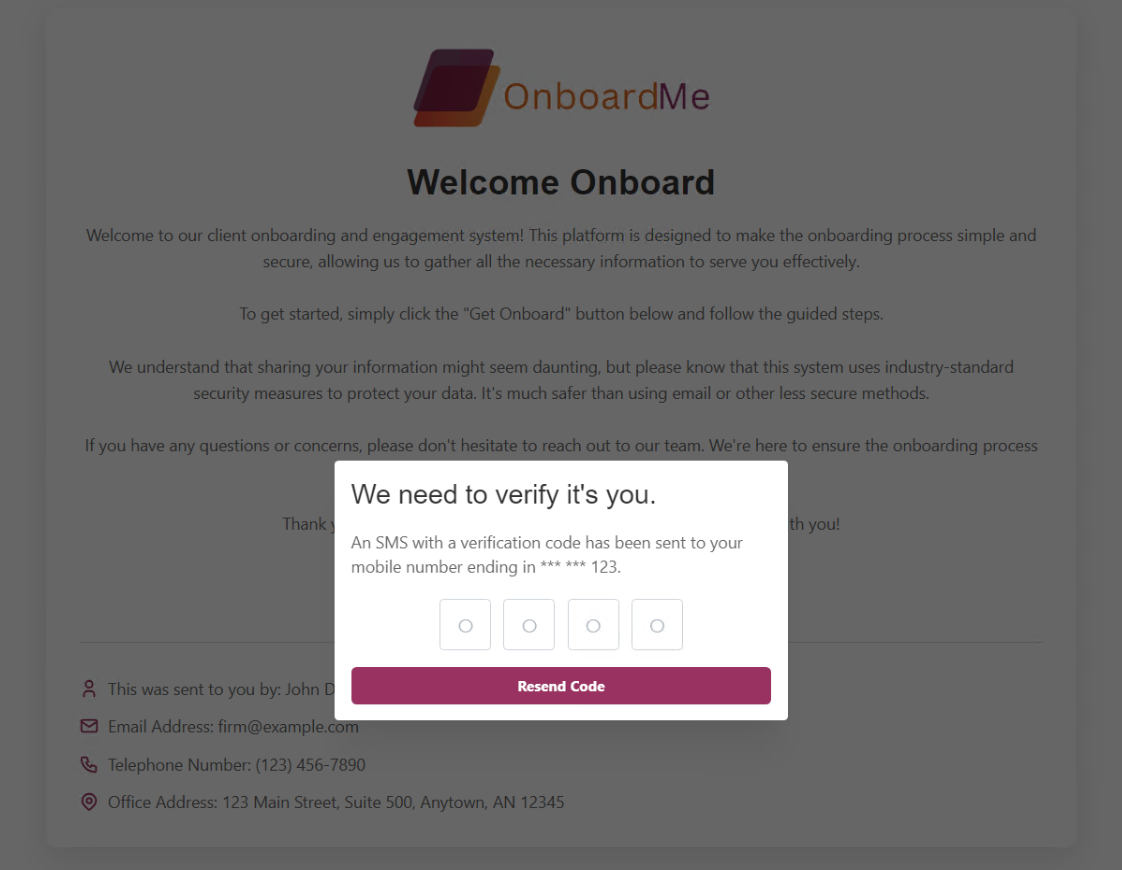 OnboardMe
Welcome Onboard
Welcome to our client onboarding and engagement system! This platform is designed to make the onboarding process simple and
secure, allowing us to gather all the necessary information to serve you effectively.
To get started, simply click the "Get Onboard" button below and follow the guided steps.
We understand that sharing your information might seem daunting, but please know that this system uses industry-standard
security measures to protect your data. It's much safer than using email or other less secure methods.
If you have any questions or concerns, please don't hesitate to reach out to our team. We're here to ensure the onboarding process
Thank you!
We need to verify it's you.
An SMS with a verification code has been sent to your
mobile number ending in *** *** 123.
Resend Code
This was sent to you by: John
Email Address: firm@example.com
Telephone Number: (123) 456-7890
Office Address: 123 Main Street, Suite 500, Anytown, AN 12345